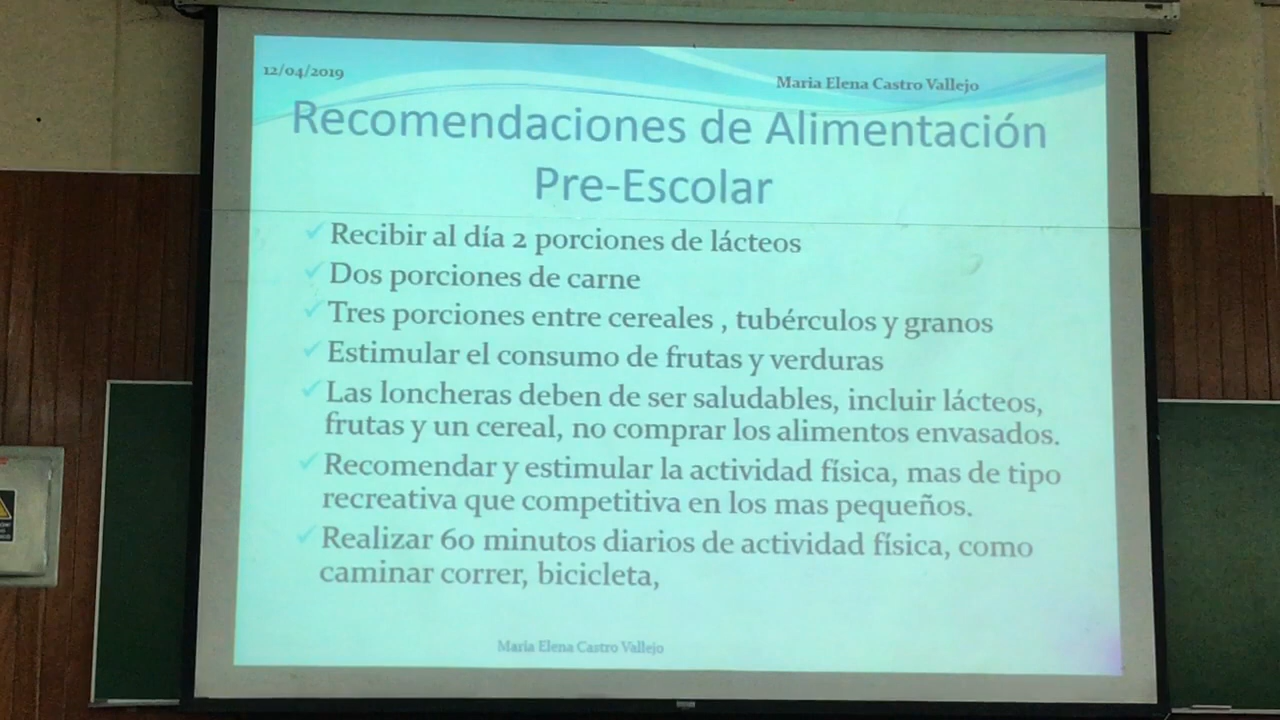 12/04/2019
Maria Elena Castro Vallejo
Recomendaciones de Alimentación
Pre-Escolar
Recibir al día 2 porciones de lácteos
Dos porciones de carne
Tres porciones entre cereales , tubérculos y granos
Estimular el consumo de frutas y verduras
Las loncheras deben de ser saludables, incluir lácteos,
frutas y un cereal, no comprar los alimentos envasados.
Recomendar y estimular la actividad física, mas de tipo
recreativa que competitiva en los mas pequeños.
Realizar 60 minutos diarios de actividad física, como
caminar correr, bicicleta,
Maria Elena Castro Vallejo